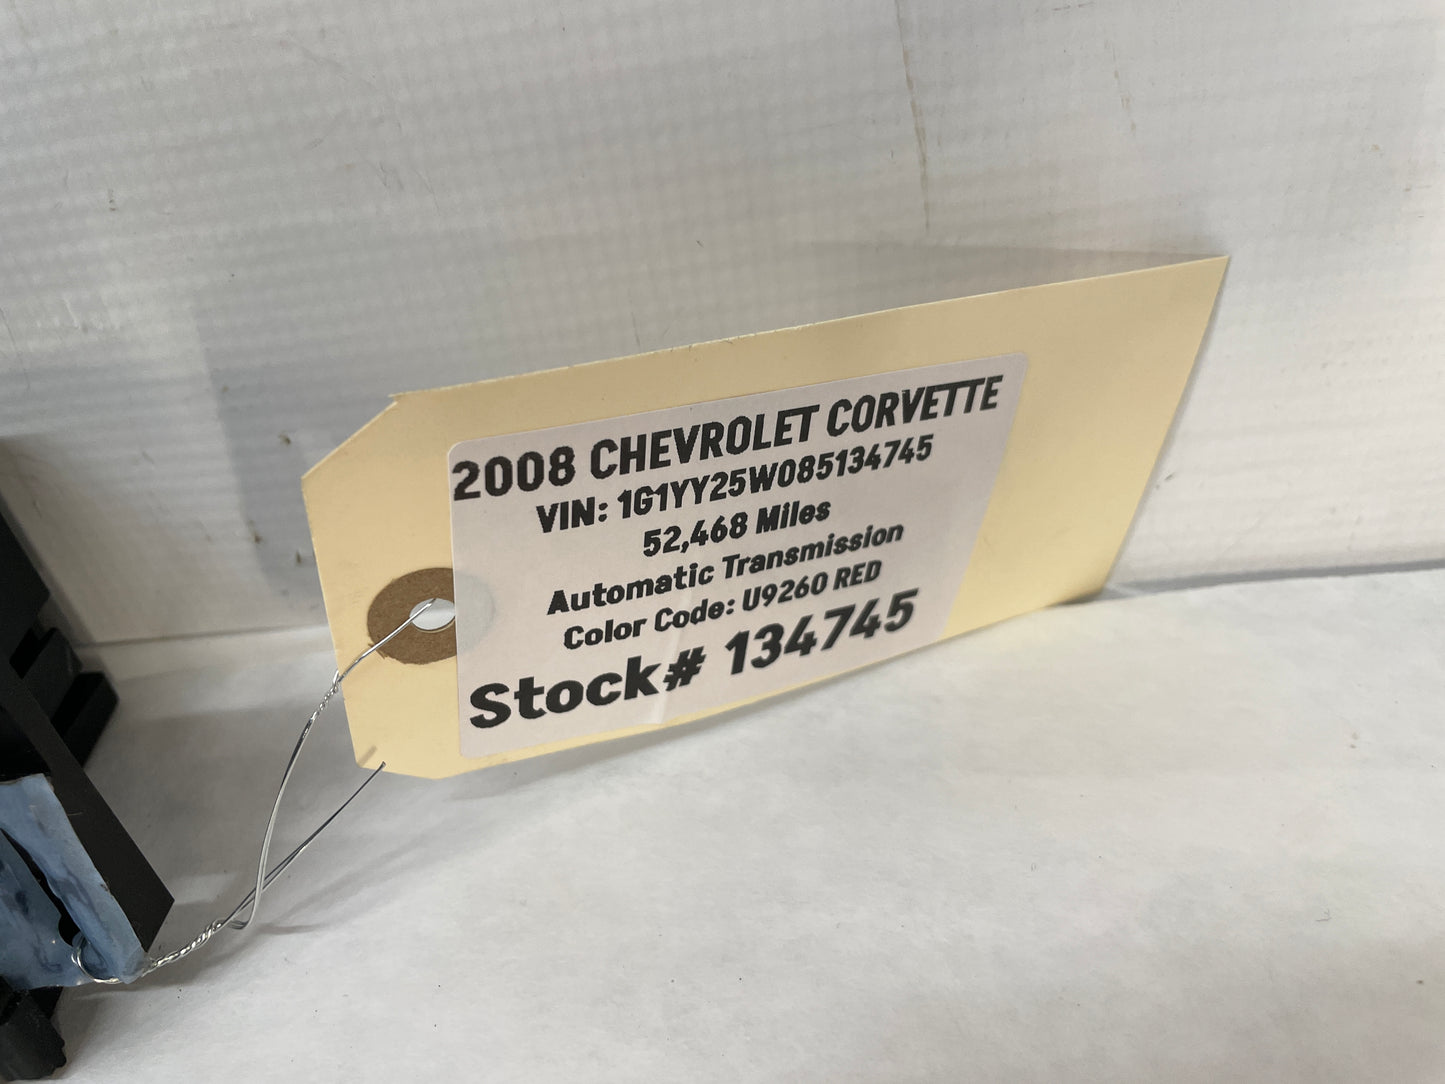 2008 CHEVROLET CORVETTE
VIN: 1G1YY25W085134745
52,468 Miles
Automatic Transmission
Color Code: U9260 RED
Stock# 134745